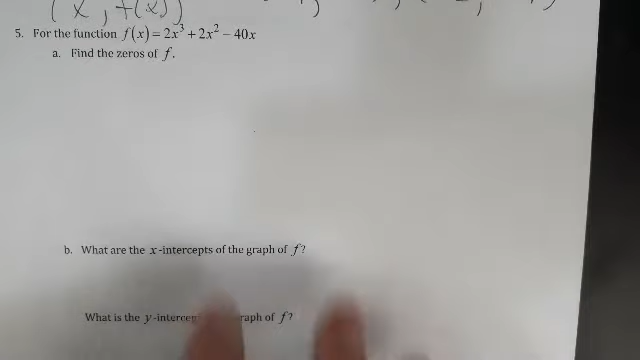 (x, f(x))
5. For the function f(x) = 2x³ + 2x² − 40x
a. Find the zeros of f.
b. What are the x-intercepts of the graph of f?
What is the y-intercep raph of f?